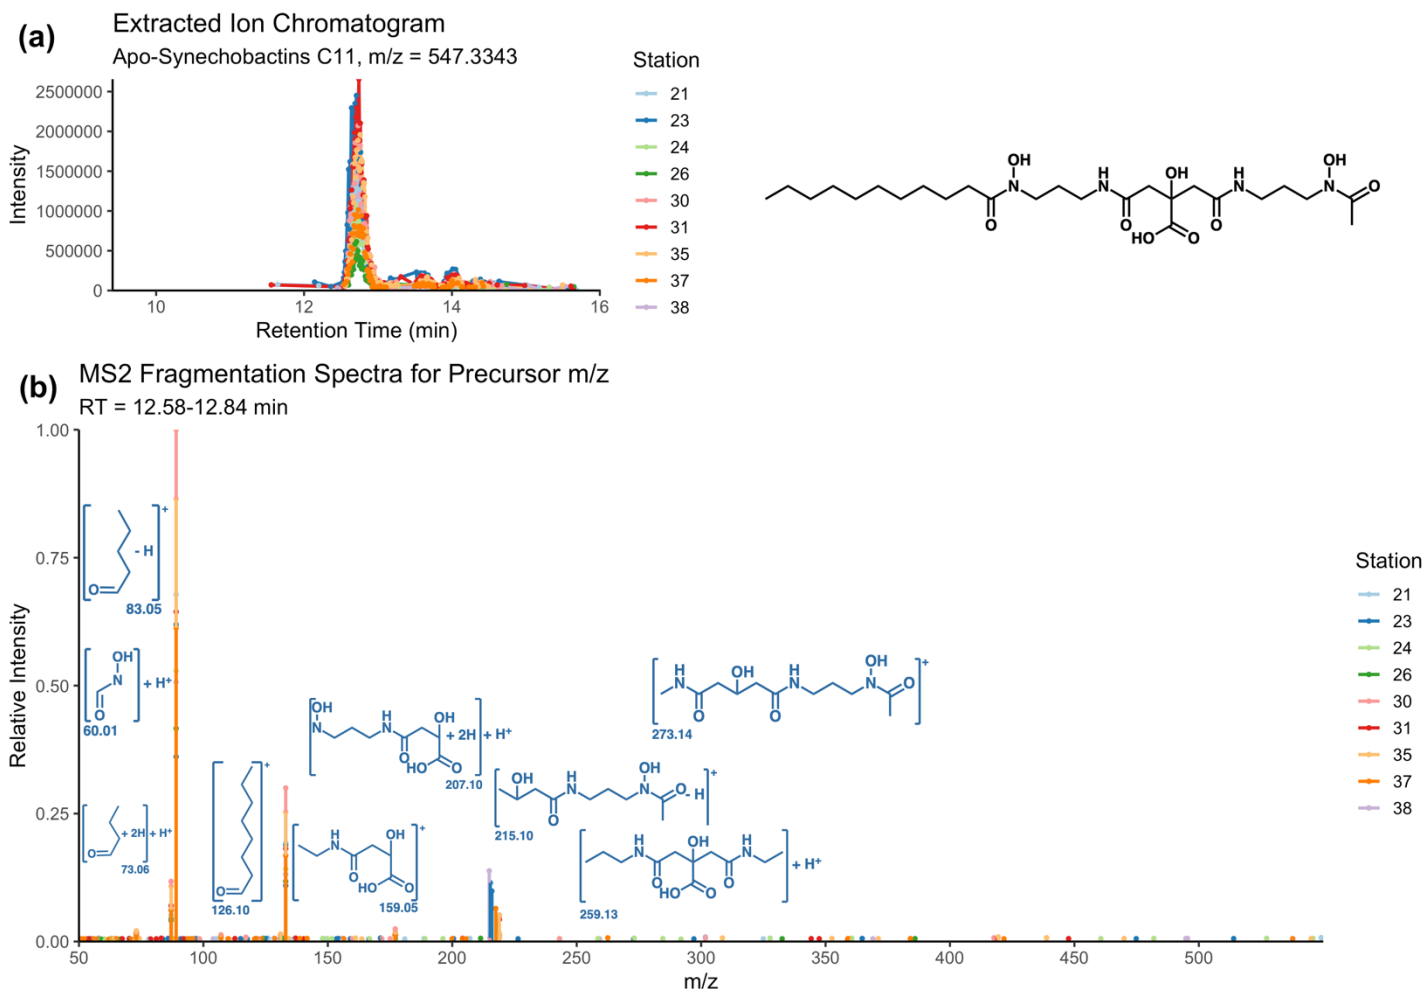 (a)
Extracted Ion Chromatogram
Apo-Synechobactins C11, m/z = 547.3343
Intensity
2500000
2000000
1500000
1000000
500000
0
10 12 14 16
Retention Time (min)
Station
21
23
24
26
30
31
35
37
38
OH
N
O
H
N
O
OH
HO
O
O
H
N
OH
N
O
(b)
MS2 Fragmentation Spectra for Precursor m/z
RT = 12.58-12.84 min
Relative Intensity
1.00
0.75
0.50
0.25
0.00
50 100 150 200 250 300 350 400 450 500
m/z
O
- H
+
83.05
OH
N
O
+ H+
60.01
O
+ 2H
+ H+
73.06
O
+
126.10
OH
N
H
N
O
OH
HO
O
+ 2H
+ H+
207.10
H
N
O
OH
HO
O
+
159.05
OH
O
H
N
OH
N
O
- H
+
215.10
H
N
O
OH
HO
O
O
H
N
+ H+
259.13
H
N
O
OH
O
H
N
OH
N
O
+
273.14
Station
21
23
24
26
30
31
35
37
38